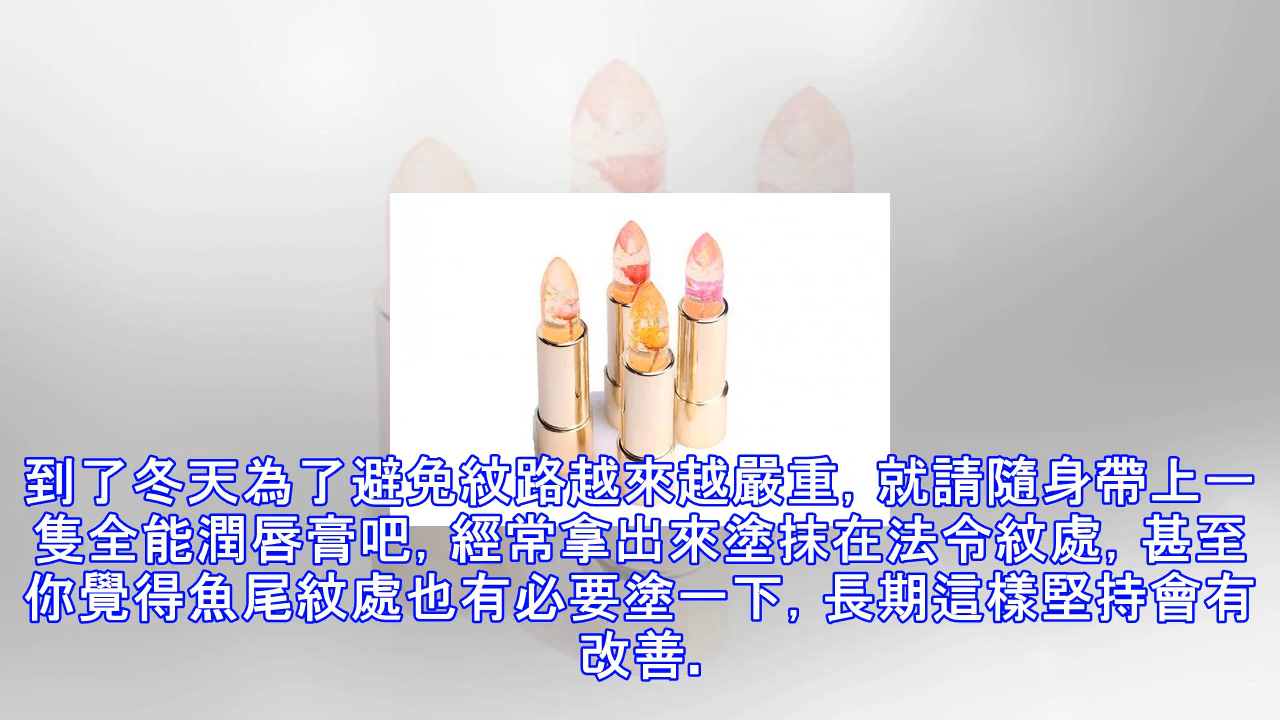 到了冬天為了避免紋路越來越嚴重, 就請隨身帶上一
隻全能潤唇膏吧, 經常拿出來塗抹在法令紋處, 甚至
你覺得魚尾紋處也有必要塗一下, 長期這樣堅持會有
改善.